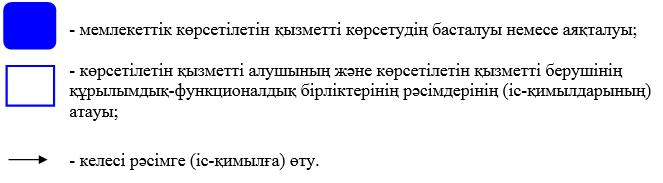 - мемлекеттік көрсетілетін қызметті көрсетудің басталуы немесе аяқталуы;
- көрсетілетін қызметті алушының және көрсетілетін қызметті берушінің
құрылымдық-функционалдық бірліктерінің рәсімдерінің (іс-қимылдарының)
атауы;
- келесі рәсімге (іс-қимылға) өту.